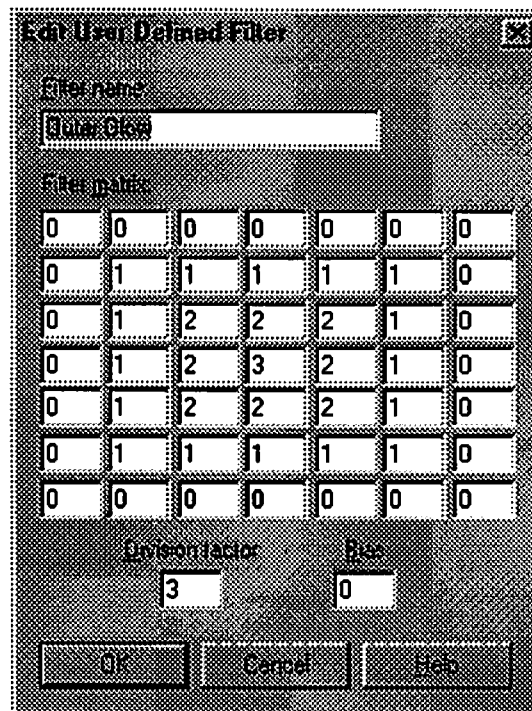 Edit User Defined Filter
Filter name:
Outer Glow
Filter matrix:
0 0 0 0 0 0 0
0 1 1 1 1 1 0
0 1 2 2 2 1 0
0 1 2 3 2 1 0
0 1 2 2 2 1 0
0 1 1 1 1 1 0
0 0 0 0 0 0 0
Division factor Bias
3 0
OK Cancel Help